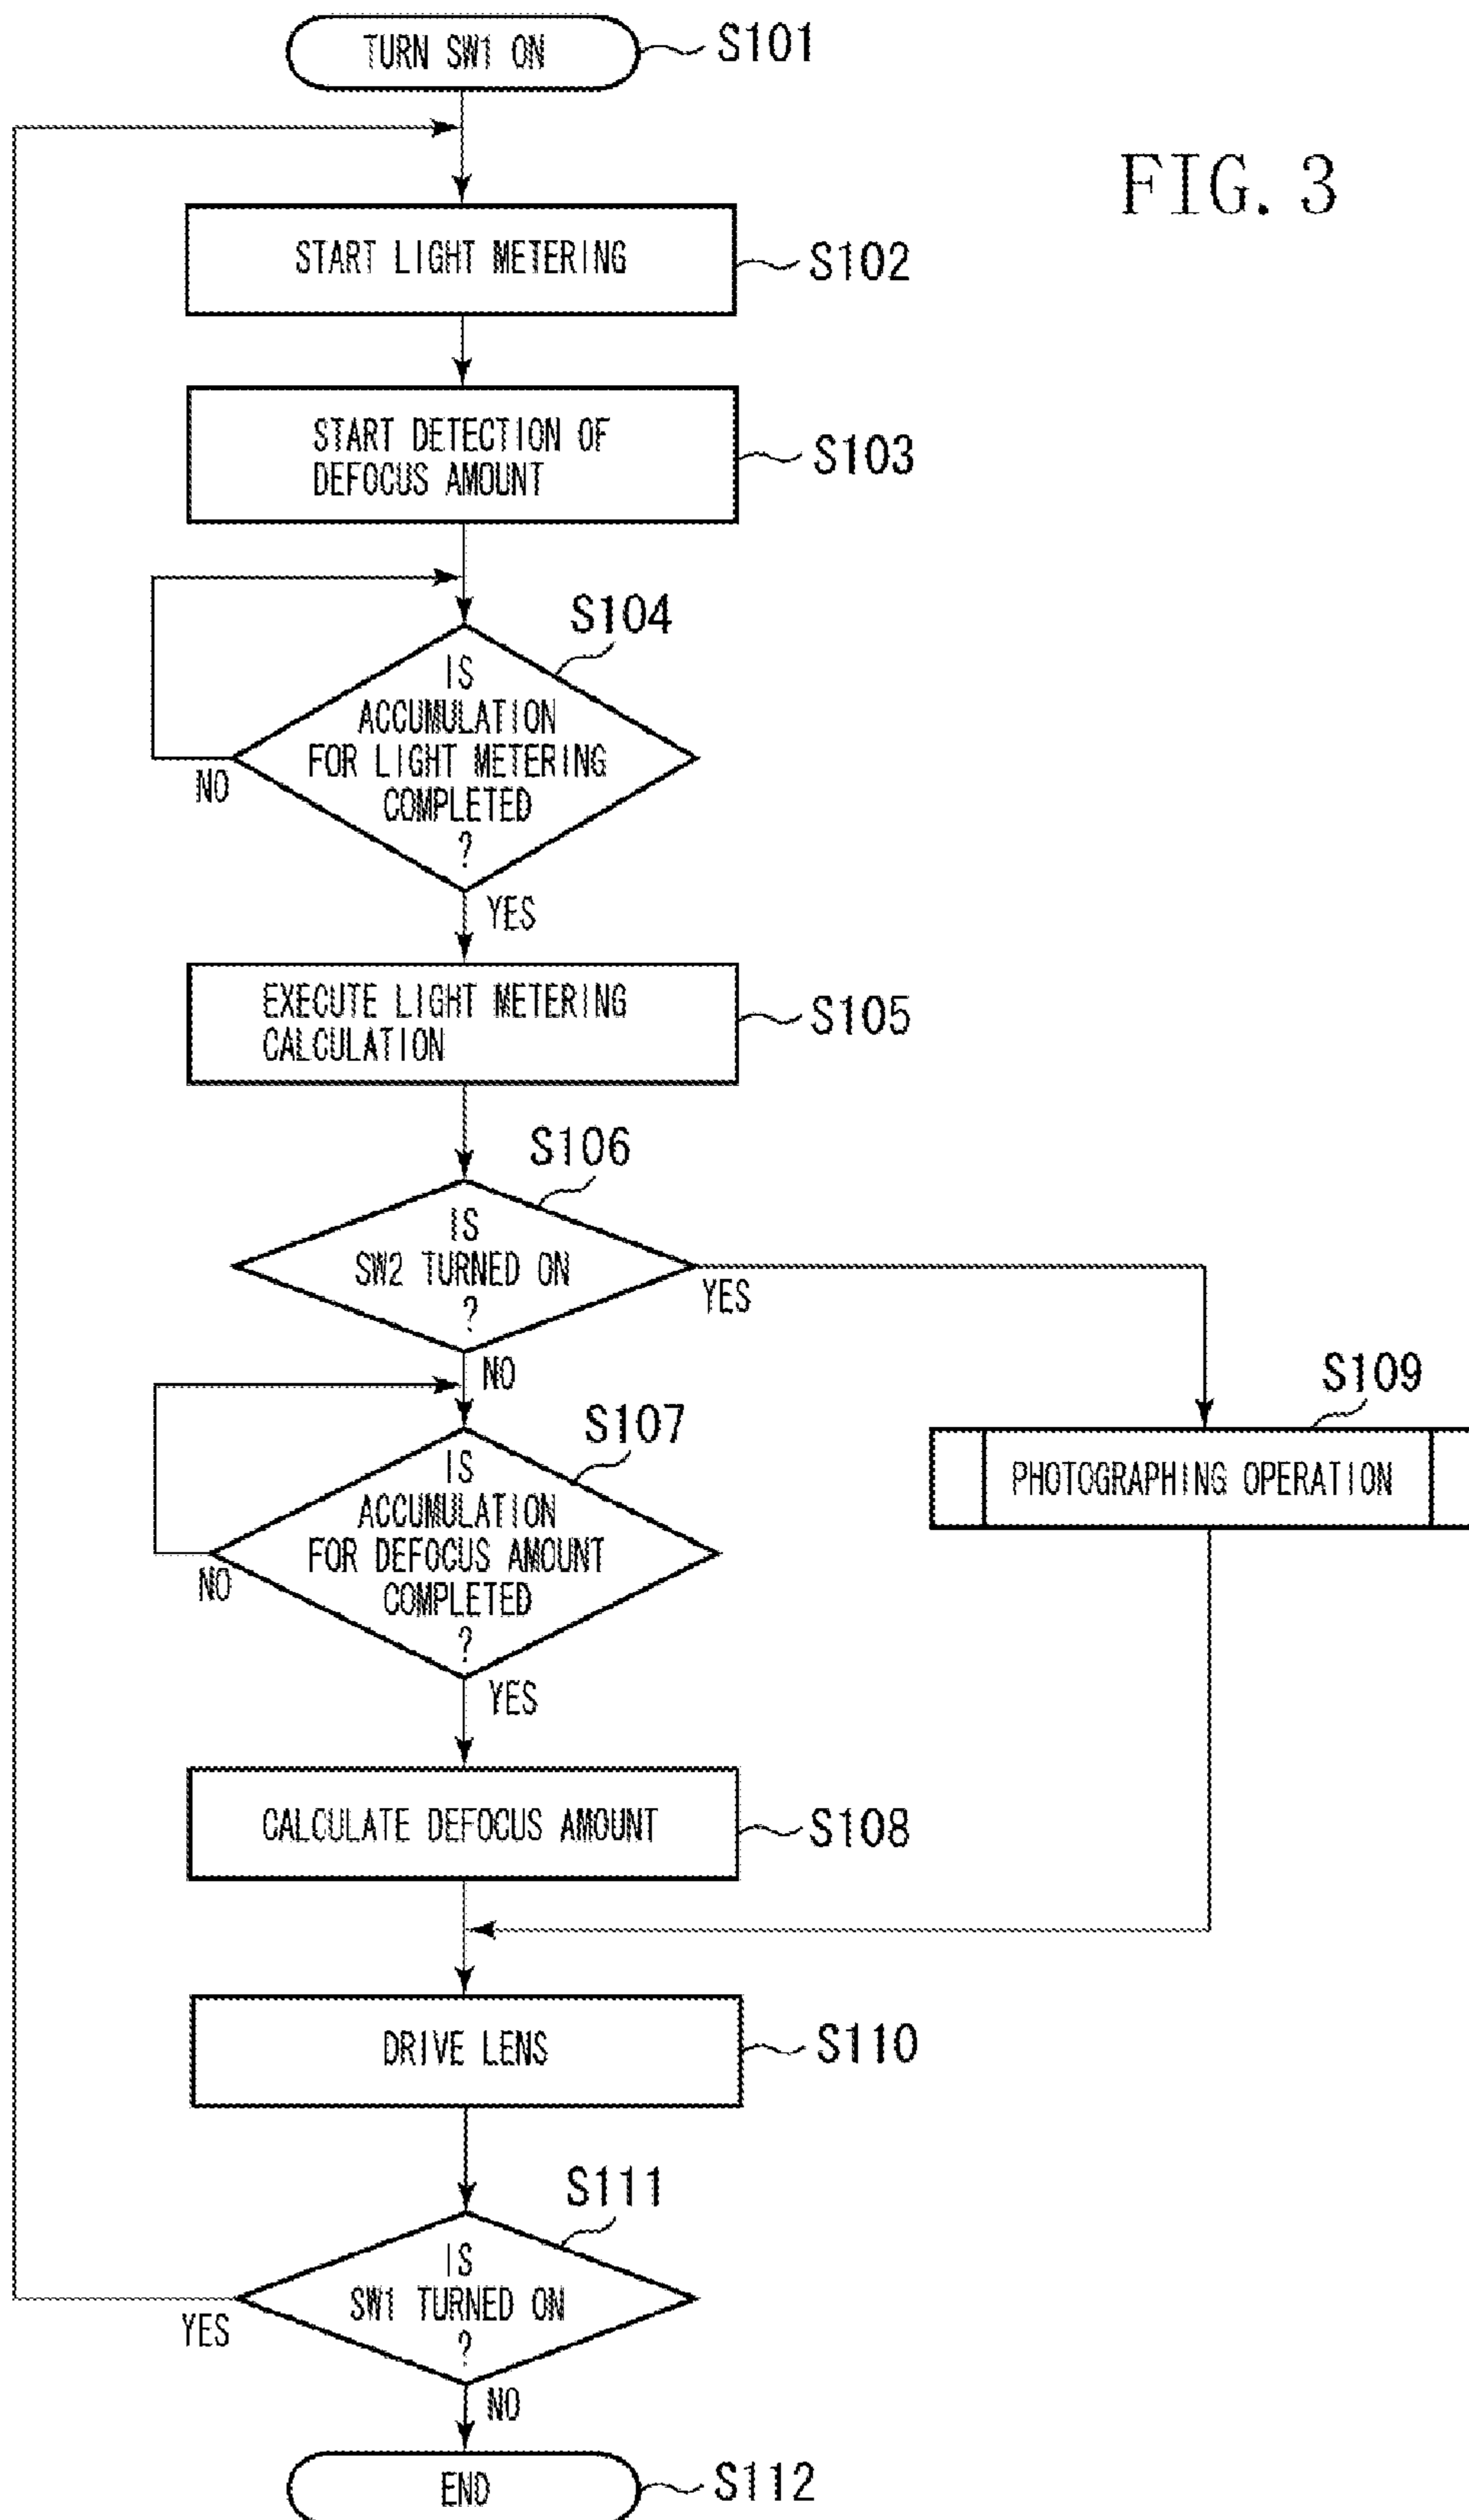 TURN SW1 ON
S101
FIG. 3
START LIGHT METERING
S102
START DETECTION OF
DEFOCUS AMOUNT
S103
S104
IS
ACCUMULATION
FOR LIGHT METERING
COMPLETED
?
NO
YES
EXECUTE LIGHT METERING
CALCULATION
S105
S106
IS
SW2 TURNED ON
?
YES
NO
S107
IS
ACCUMULATION
FOR DEFOCUS AMOUNT
COMPLETED
?
NO
YES
S109
PHOTOGRAPHING OPERATION
CALCULATE DEFOCUS AMOUNT
S108
DRIVE LENS
S110
S111
IS
SW1 TURNED ON
?
YES
NO
END
S112